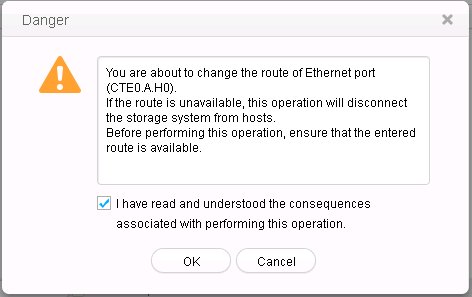 Danger
You are about to change the route of Ethernet port
(CTE0.A.H0).
If the route is unavailable, this operation will disconnect
the storage system from hosts.
Before performing this operation, ensure that the entered
route is available.
I have read and understood the consequences
associated with performing this operation.
OK Cancel